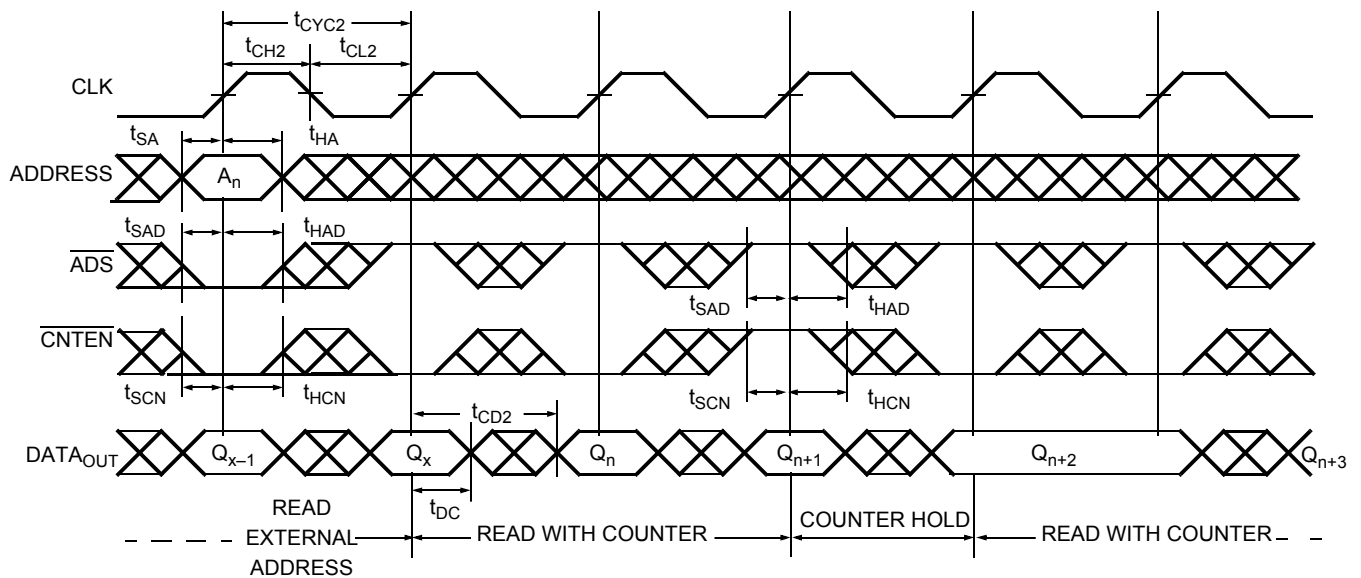 tCYC2
tCH2 tCL2
CLK
tSA tHA
ADDRESS An
tSAD tHAD
ADS
tSAD tHAD
CNTEN
tSCN tHCN tSCN tHCN
tCD2
DATAOUT Qx–1 Qx Qn Qn+1 Qn+2 Qn+3
tDC
READ
EXTERNAL
ADDRESS
READ WITH COUNTER
COUNTER HOLD
READ WITH COUNTER